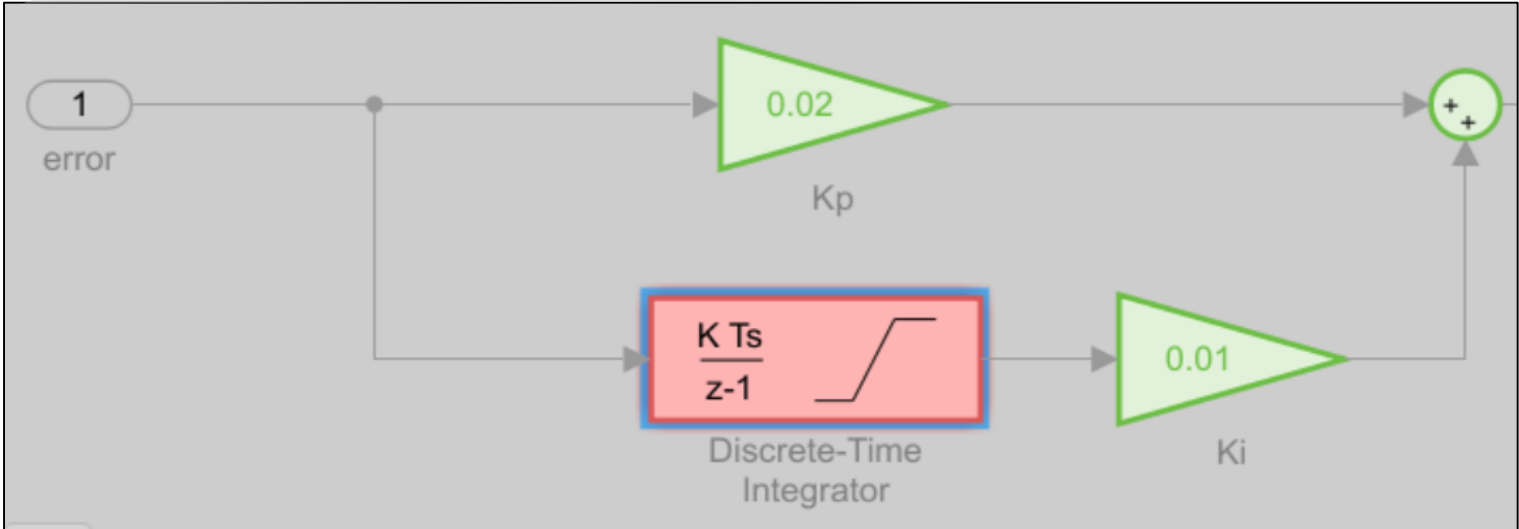 1
error
0.02
Kp
+
+
K Ts
z-1
Discrete-Time
Integrator
0.01
Ki